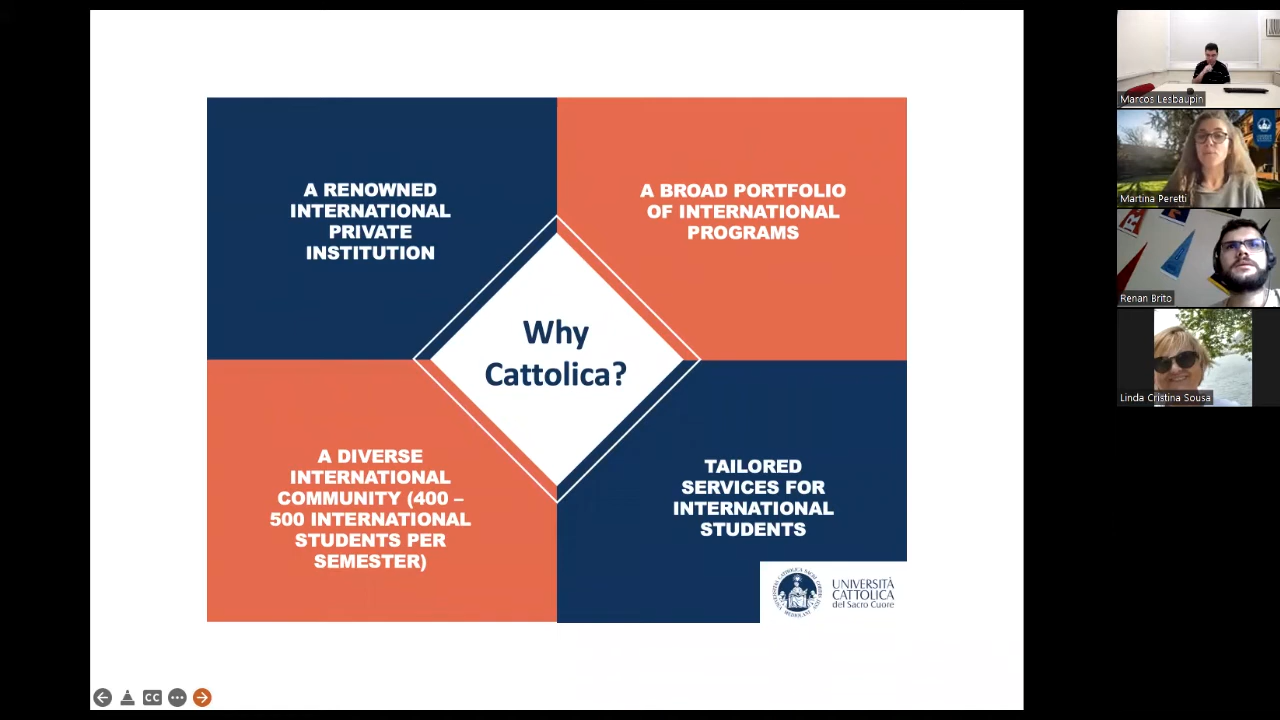 A RENOWNED
INTERNATIONAL
PRIVATE
INSTITUTION
A BROAD PORTFOLIO
OF INTERNATIONAL
PROGRAMS
Why
Cattolica?
A DIVERSE
INTERNATIONAL
COMMUNITY (400 –
500 INTERNATIONAL
STUDENTS PER
SEMESTER)
TAILORED
SERVICES FOR
INTERNATIONAL
STUDENTS
UNIVERSITÀ
CATTOLICA
del Sacro Cuore
CC
Marcos Lesbaupin
Martina Peretti
Renan Brito
Linda Cristina Sousa